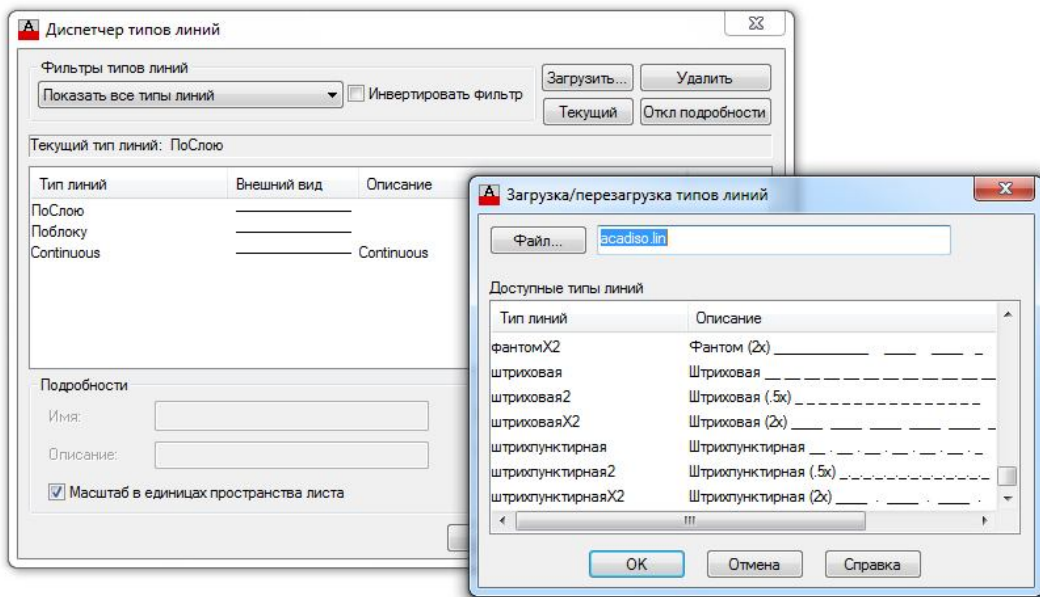 Диспетчер типов линий
Фильтры типов линий
Показать все типы линий
Инвертировать фильтр
Загрузить...
Удалить
Текущий
Откл подробности
Текущий тип линий: ПоСлою
Тип линий Внешний вид Описание
ПоСлою
Поблоку
Continuous Continuous
Подробности
Имя:
Описание:
Масштаб в единицах пространства листа
Загрузка/перезагрузка типов линий
Файл... acadiso.lin
Доступные типы линий
Тип линий Описание
фантомX2 Фантом (2x)
штриховая Штриховая
штриховая2 Штриховая (.5x)
штриховаяX2 Штриховая (2x)
штрихпунктирная Штрихпунктирная
штрихпунктирная2 Штрихпунктирная (.5x)
штрихпунктирнаяX2 Штрихпунктирная (2x)
OK Отмена Справка